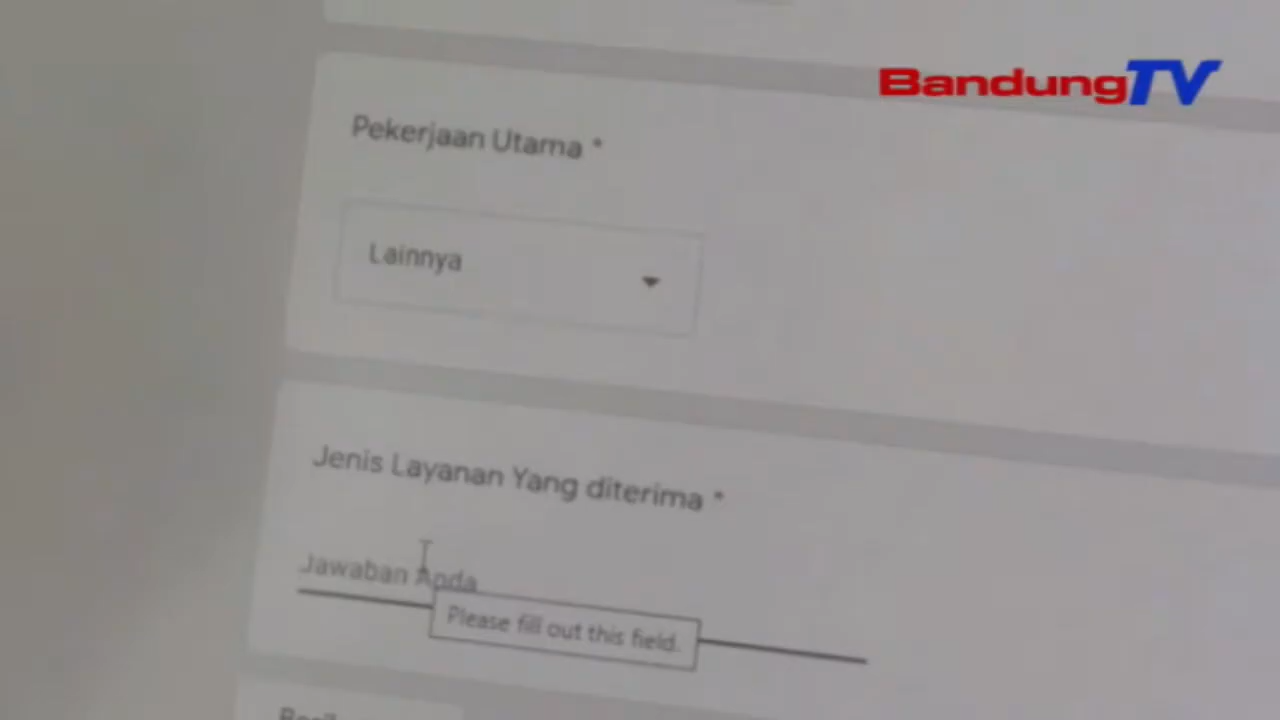 BandungTV
Pekerjaan Utama *
Lainnya
Jenis Layanan Yang diterima *
Jawaban Anda
Please fill out this field.